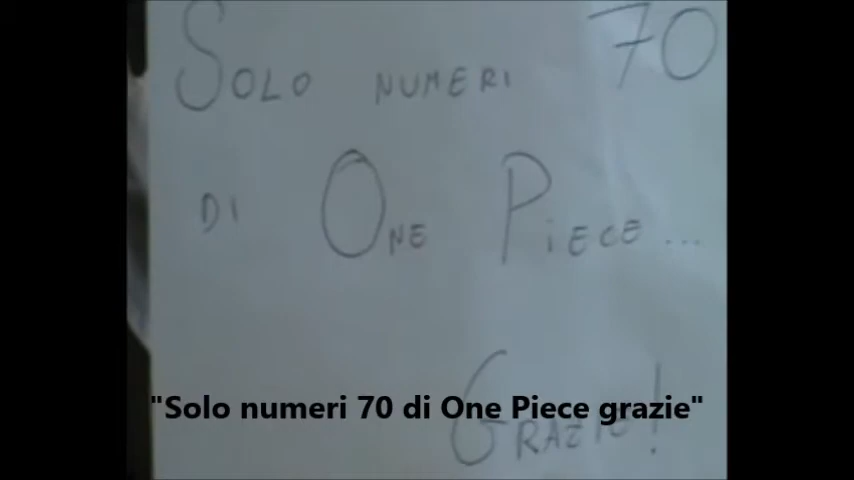 SOLO NUMERI 70
DI ONE PIECE...
GRAZIE!
"Solo numeri 70 di One Piece grazie"